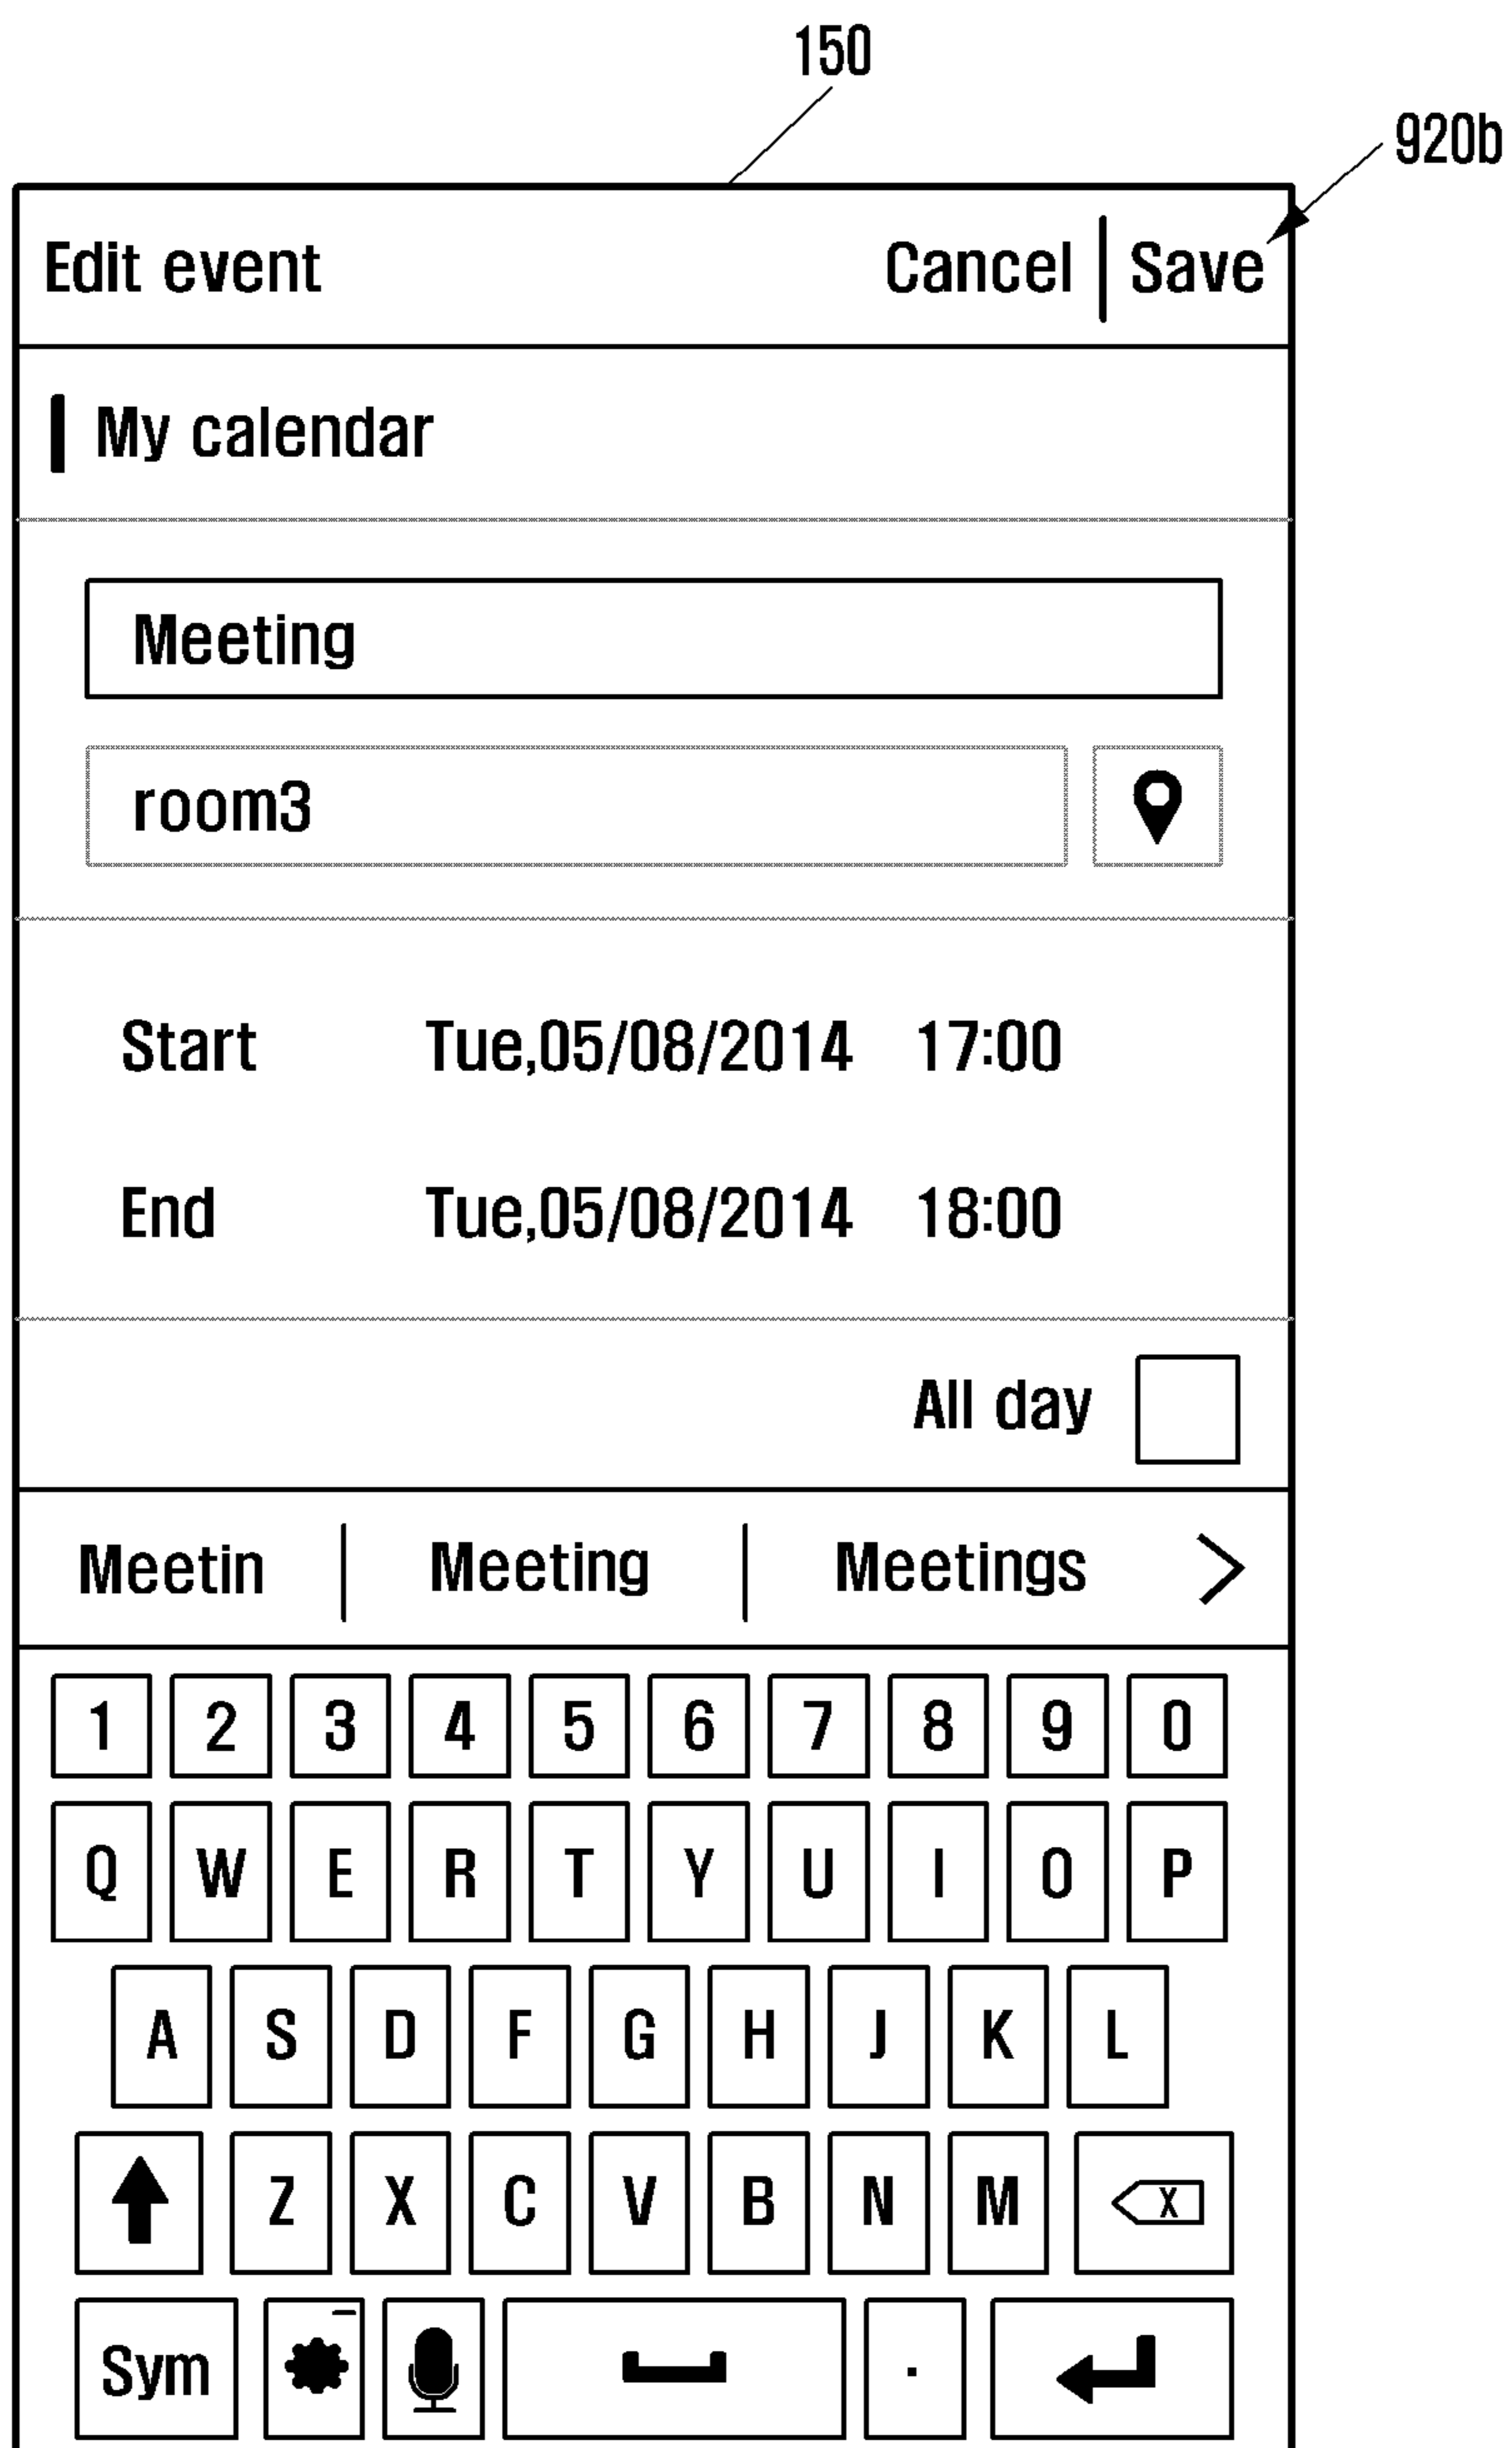 150
920b
Edit event Cancel Save
My calendar
Meeting
room3
Start Tue,05/08/2014 17:00
End Tue,05/08/2014 18:00
All day
Meetin Meeting Meetings >
1 2 3 4 5 6 7 8 9 0
Q W E R T Y U I O P
A S D F G H J K L
Z X C V B N M X
Sym .